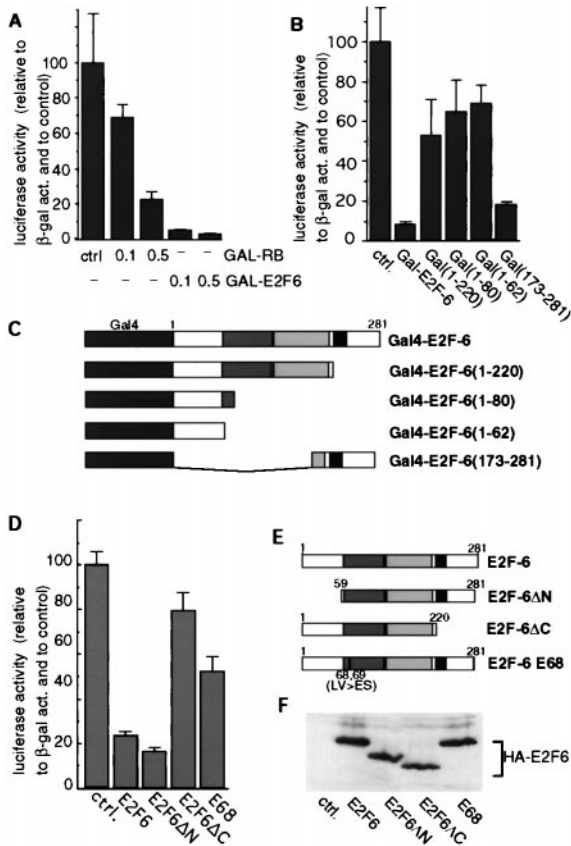 A
luciferase activity (relative to
β-gal act. and to control)
100
80
60
40
20
0
ctrl 0.1 0.5 – – GAL-RB
– – – 0.1 0.5 GAL-E2F6
B
luciferase activity (relative
to β-gal act. and to control)
100
80
60
40
20
0
ctrl.
Gal-E2F-6
Gal(1-220)
Gal(1-80)
Gal(1-62)
Gal(173-281)
C
Gal4 1 281
Gal4-E2F-6
Gal4-E2F-6(1-220)
Gal4-E2F-6(1-80)
Gal4-E2F-6(1-62)
Gal4-E2F-6(173-281)
D
luciferase activity (relative
to β-gal act. and to control)
100
80
60
40
20
0
ctrl.
E2F6
E2F6ΔN
E2F6ΔC
E68
E
1 281
E2F-6
59 281
E2F-6ΔN
1 220
E2F-6ΔC
1 281
E2F-6 E68
68,69
(LV>ES)
F
HA-E2F6
ctrl.
E2F6
E2F6ΔN
E2F6ΔC
E68